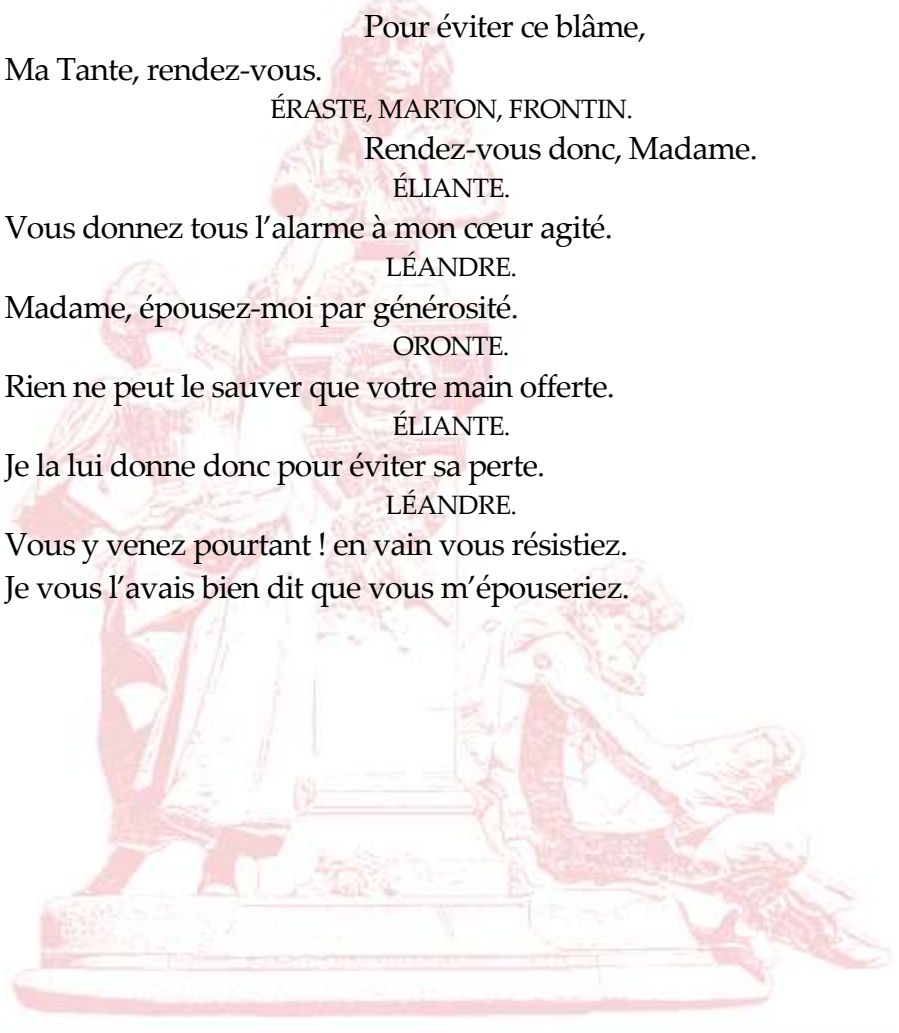 Pour éviter ce blâme,
Ma Tante, rendez-vous.
ÉRASTE, MARTON, FRONTIN.
Rendez-vous donc, Madame.
ÉLIANTE.
Vous donnez tous l’alarme à mon cœur agité.
LÉANDRE.
Madame, épousez-moi par générosité.
ORONTE.
Rien ne peut le sauver que votre main offerte.
ÉLIANTE.
Je la lui donne donc pour éviter sa perte.
LÉANDRE.
Vous y venez pourtant ! en vain vous résistiez.
Je vous l’avais bien dit que vous m’épouseriez.